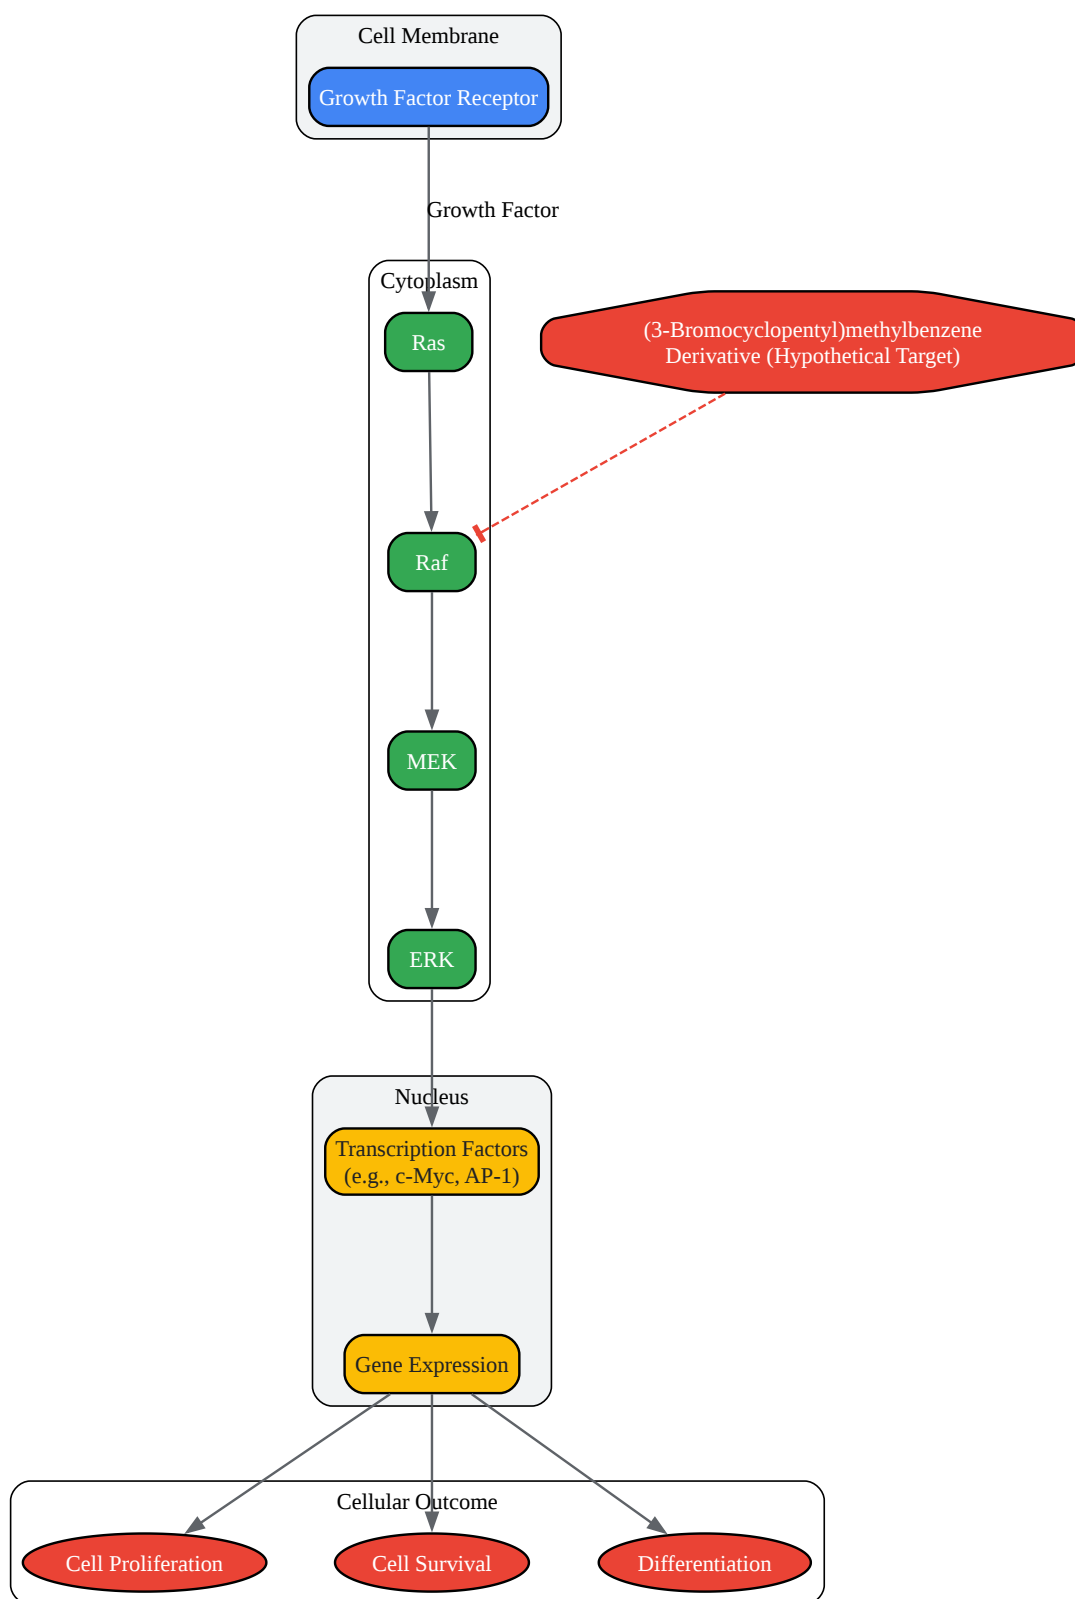 Cell Membrane
Growth Factor Receptor
Growth Factor
Cytoplasm
Ras
(3-Bromocyclopentyl)methylbenzene
Derivative (Hypothetical Target)
Raf
MEK
ERK
Nucleus
Transcription Factors
(e.g., c-Myc, AP-1)
Gene Expression
Cellular Outcome
Cell Proliferation
Cell Survival
Differentiation